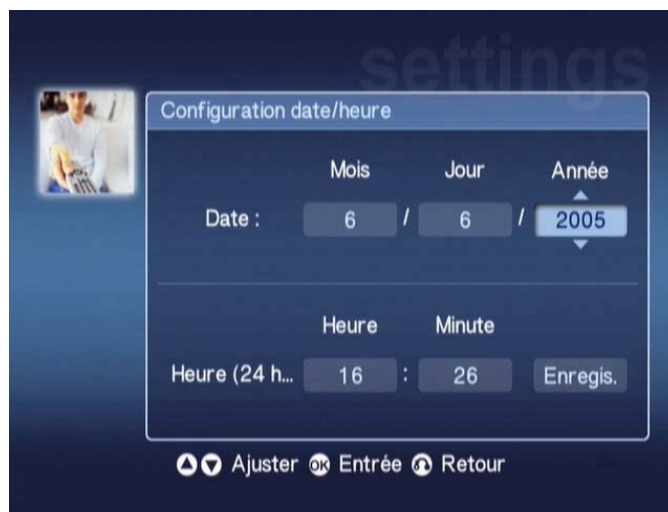 settings
Configuration date/heure
Mois Jour Année
Date : 6 / 6 / 2005
Heure Minute
Heure (24 h... 16 : 26 Enregis.
Ajuster OK Entrée Retour